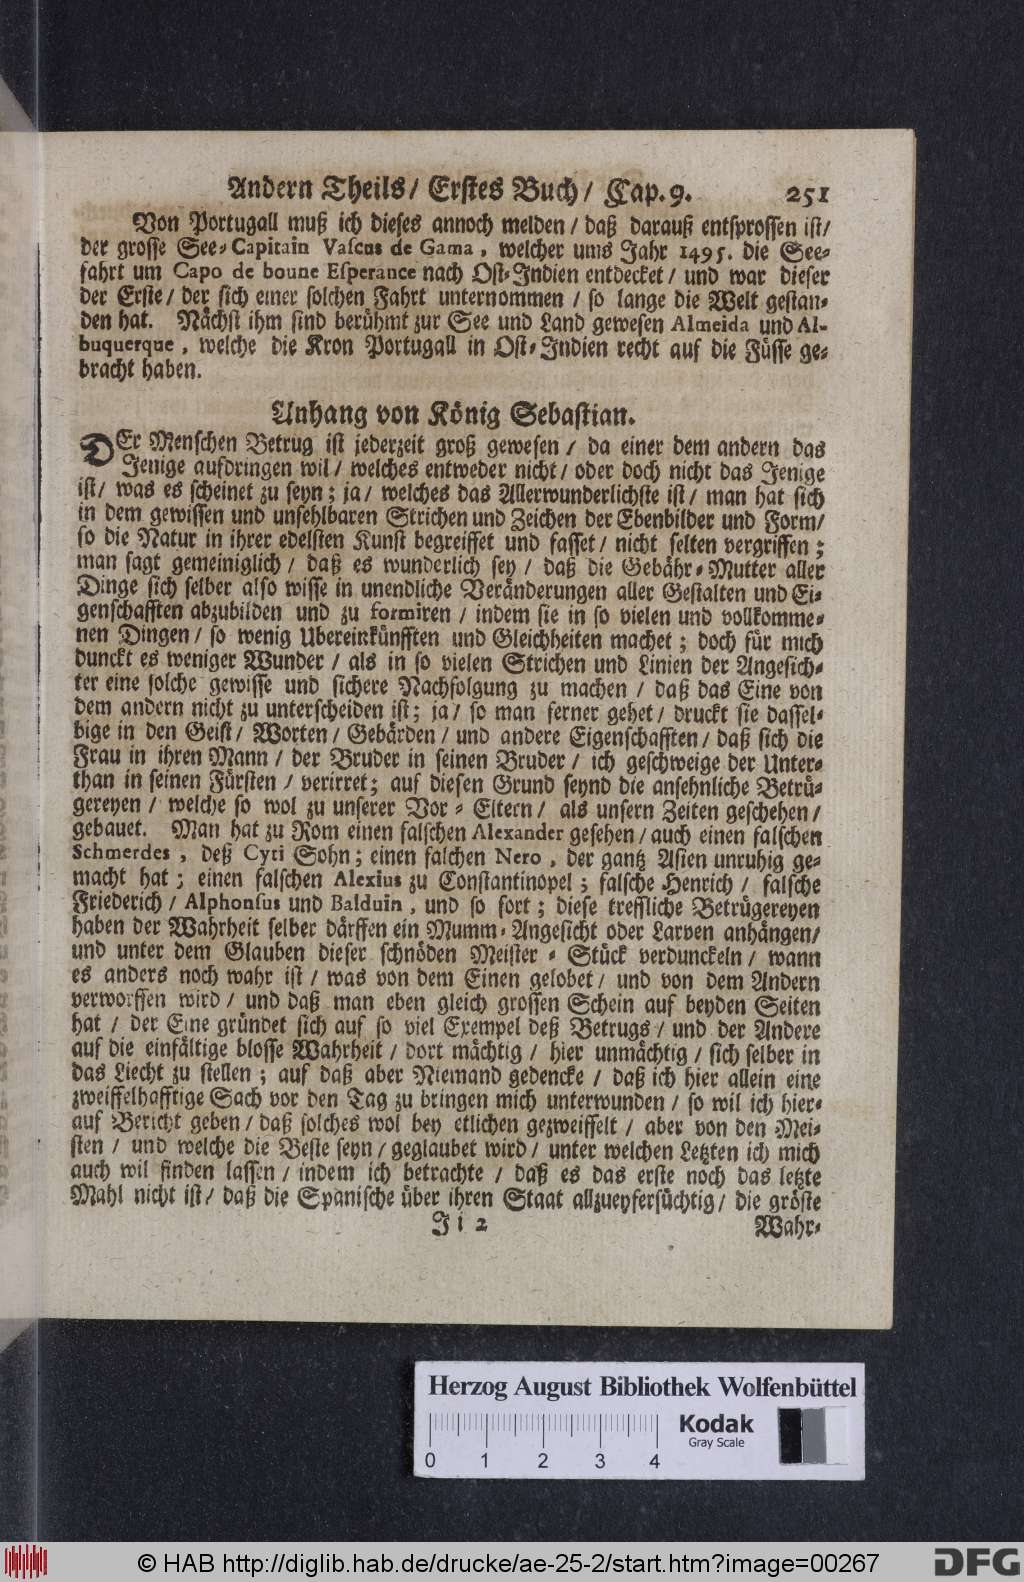 Andern Theils/ Erstes Buch/ Cap. 9. 251
Von Portugall muß ich dieses annoch melden/ daß darauß entsprossen ist/
der grosse See-Capitain Vascus de Gama, welcher ums Jahr 1495. die See-
fahrt um Capo de boune Esperance nach Ost-Indien entdecket/ und war dieser
der Erste/ der sich einer solchen Fahrt unternommen/ so lange die Welt gestan-
den hat. Nächst ihm sind berühmt zur See und Land gewesen Almeida und Al-
buquerque, welche die Kron Portugall in Ost-Indien recht auf die Füsse ge-
bracht haben.
Anhang von König Sebastian.
DEr Menschen Betrug ist jederzeit groß gewesen/ da einer dem andern das
Jenige aufdringen wil/ welches entweder nicht/ oder doch nicht das Jenige
ist/ was es scheinet zu seyn; ja/ welches das Allerwunderlichste ist/ man hat sich
in dem gewissen und unfehlbaren Strichen und Zeichen der Ebenbilder und Form/
so die Natur in ihrer edelsten Kunst begreiffet und fasset/ nicht selten vergriffen;
man sagt gemeiniglich/ daß es wunderlich sey/ daß die Gebähr-Mutter aller
Dinge sich selber also wisse in unendliche Veränderungen aller Gestalten und Ei-
genschafften abzubilden und zu formiren/ indem sie in so vielen und vollkomme-
nen Dingen/ so wenig Ubereinkünfften und Gleichheiten machet; doch für mich
dunckt es weniger Wunder/ als in so vielen Strichen und Linien der Angesich-
ter eine solche gewisse und sichere Nachfolgung zu machen/ daß das Eine von
dem andern nicht zu unterscheiden ist; ja/ so man ferner gehet/ druckt sie dassel-
bige in den Geist/ Worten/ Gebärden/ und andere Eigenschafften/ daß sich die
Frau in ihren Mann/ der Bruder in seinen Bruder/ ich geschweige der Unter-
than in seinen Fürsten/ verirret; auf diesen Grund seynd die ansehnliche Betrü-
gereyen/ welche so wol zu unserer Vor-Eltern/ als unsern Zeiten geschehen/
gebauet. Man hat zu Rom einen falschen Alexander gesehen/ auch einen falschen
Schmerdes, deß Cyri Sohn; einen falchen Nero, der gantz Asien unruhig ge-
macht hat; einen falschen Alexius zu Constantinopel; falsche Henrich/ falsche
Friederich/ Alphonsus und Balduin, und so fort; diese treffliche Betrügereyen
haben der Wahrheit selber därffen ein Mumm-Angesicht oder Larven anhängen/
und unter dem Glauben dieser schnöden Meister-Stück verdunckeln/ wann
es anders noch wahr ist/ was von dem Einen gelobet/ und von dem Andern
verworffen wird/ und daß man eben gleich grossen Schein auf beyden Seiten
hat/ der Eine gründet sich auf so viel Exempel deß Betrugs/ und der Andere
auf die einfältige blosse Wahrheit/ dort mächtig/ hier unmächtig/ sich selber in
das Liecht zu stellen; auf daß aber Niemand gedencke/ daß ich hier allein eine
zweiffelhafftige Sach vor den Tag zu bringen mich unterwunden/ so wil ich hier-
auf Bericht geben/ daß solches wol bey etlichen gezweiffelt/ aber von den Mei-
sten/ und welche die Beste seyn/ geglaubet wird/ unter welchen Letzten ich mich
auch wil finden lassen/ indem ich betrachte/ daß es das erste noch das letzte
Mahl nicht ist/ daß die Spanische über ihren Staat allzueyfersüchtig/ die gröste
Ii 2 Wahr-
Herzog August Bibliothek Wolfenbüttel
Kodak
Gray Scale
0 1 2 3 4
© HAB http://diglib.hab.de/drucke/ae-25-2/start.htm?image=00267
DFG